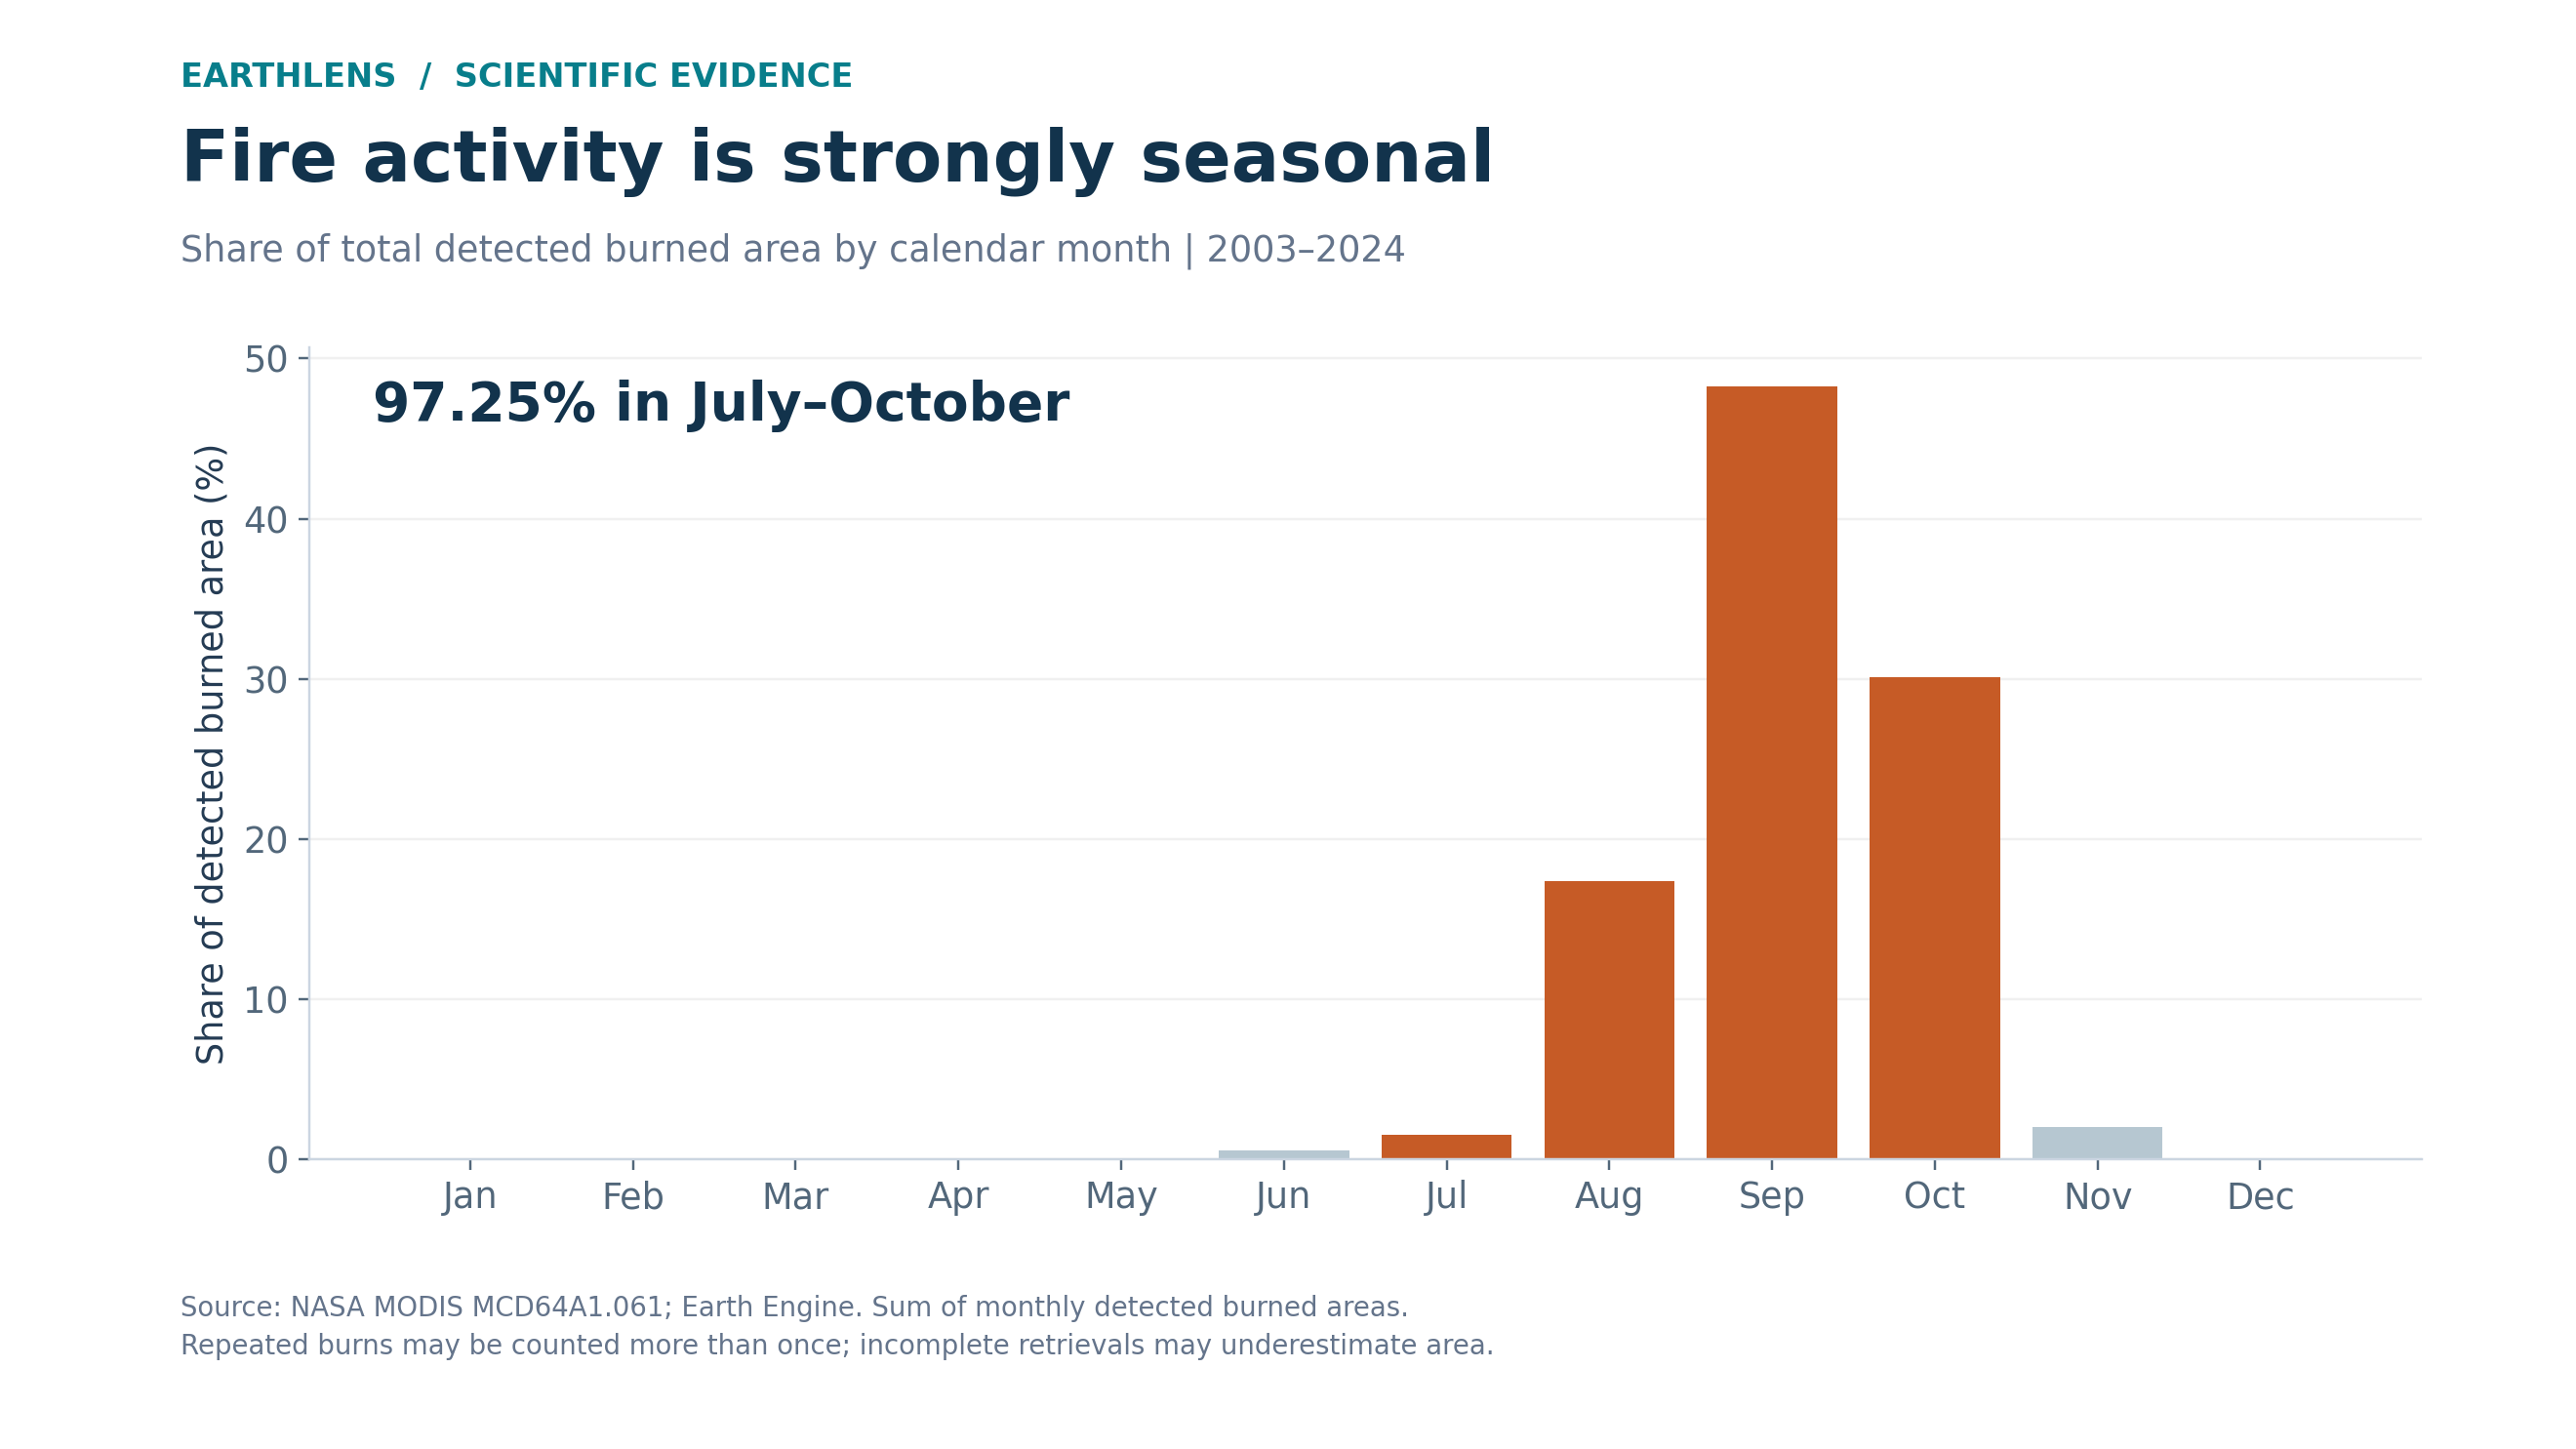 EARTHLENS / SCIENTIFIC EVIDENCE
Fire activity is strongly seasonal
Share of total detected burned area by calendar month | 2003–2024
97.25% in July–October
Share of detected burned area (%)
50
40
30
20
10
0
Jan Feb Mar Apr May Jun Jul Aug Sep Oct Nov Dec
Source: NASA MODIS MCD64A1.061; Earth Engine. Sum of monthly detected burned areas.
Repeated burns may be counted more than once; incomplete retrievals may underestimate area.